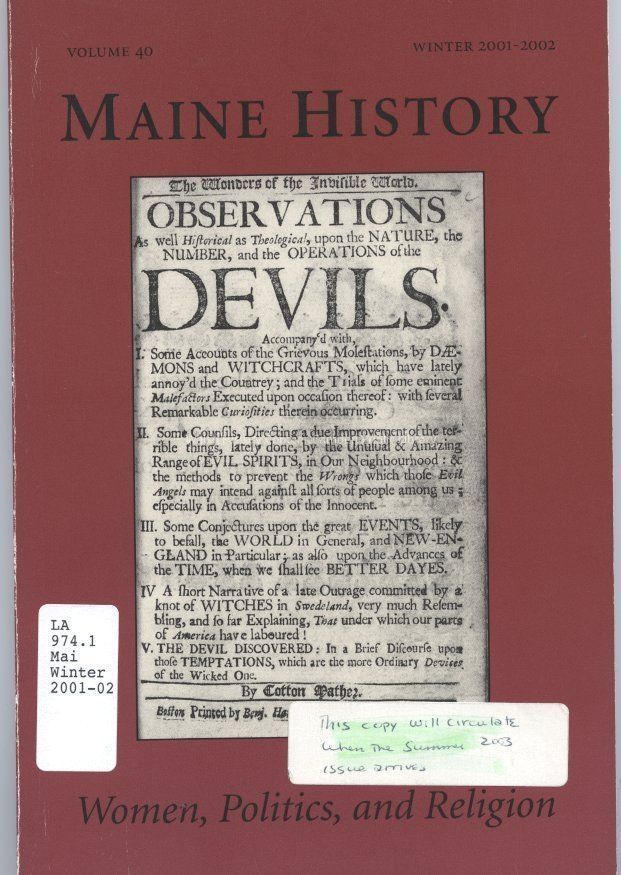 VOLUME 40
WINTER 2001-2002
MAINE HISTORY
The Wonders of the Invisible World.
OBSERVATIONS
As well Historical as Theological, upon the NATURE, the
NUMBER, and the OPERATIONS of the
DEVILS.
Accompany'd with,
I. Some Accounts of the Grievous Molestations, by DÆ-
MONS and WITCHCRAFTS, which have lately
annoy'd the Countrey; and the Trials of some eminent
Malefactors Executed upon occasion thereof: with several
Remarkable Curiosities therein occurring.
II. Some Counsils, Directing a due Improvement of the ter-
rible things, lately done, by the Unusual & Amazing
Range of EVIL SPIRITS, in Our Neighbourhood: &
the methods to prevent the Wrongs which those Evil
Angels may intend against all sorts of people among us;
especially in Accusations of the Innocent.
III. Some Conjectures upon the great EVENTS, likely
to befall, the WORLD in General, and NEW-EN-
GLAND in Particular; as also upon the Advances of
the TIME, when we shall see BETTER DAYES.
IV A short Narrative of a late Outrage committed by a
knot of WITCHES in Swedeland, very much Resem-
bling, and so far Explaining, That under which our parts
of America have laboured!
V. THE DEVIL DISCOVERED: In a Brief Discourse upon
those TEMPTATIONS, which are the more Ordinary Devices
of the Wicked One.
By Cotton Mather.
Boston Printed by Benj. Ha
LA
974.1
Mai
Winter
2001-02
This copy will circulate
when the Summer 2003
issue arrives
Women, Politics, and Religion